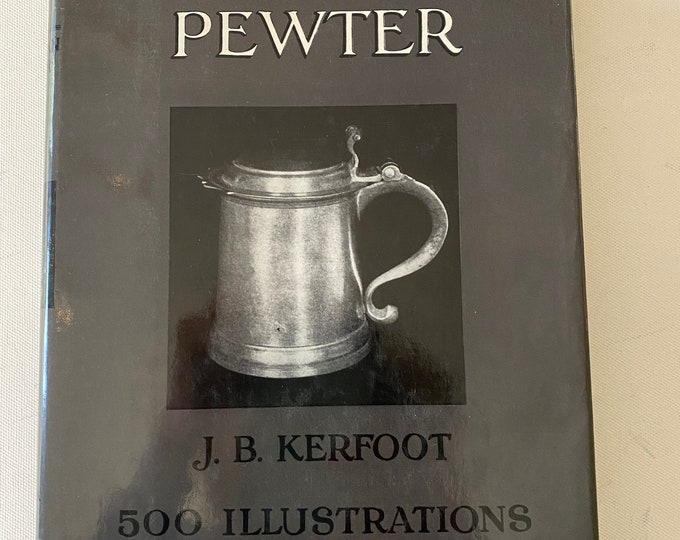 PEWTER
J. B. KERFOOT
500 ILLUSTRATIONS